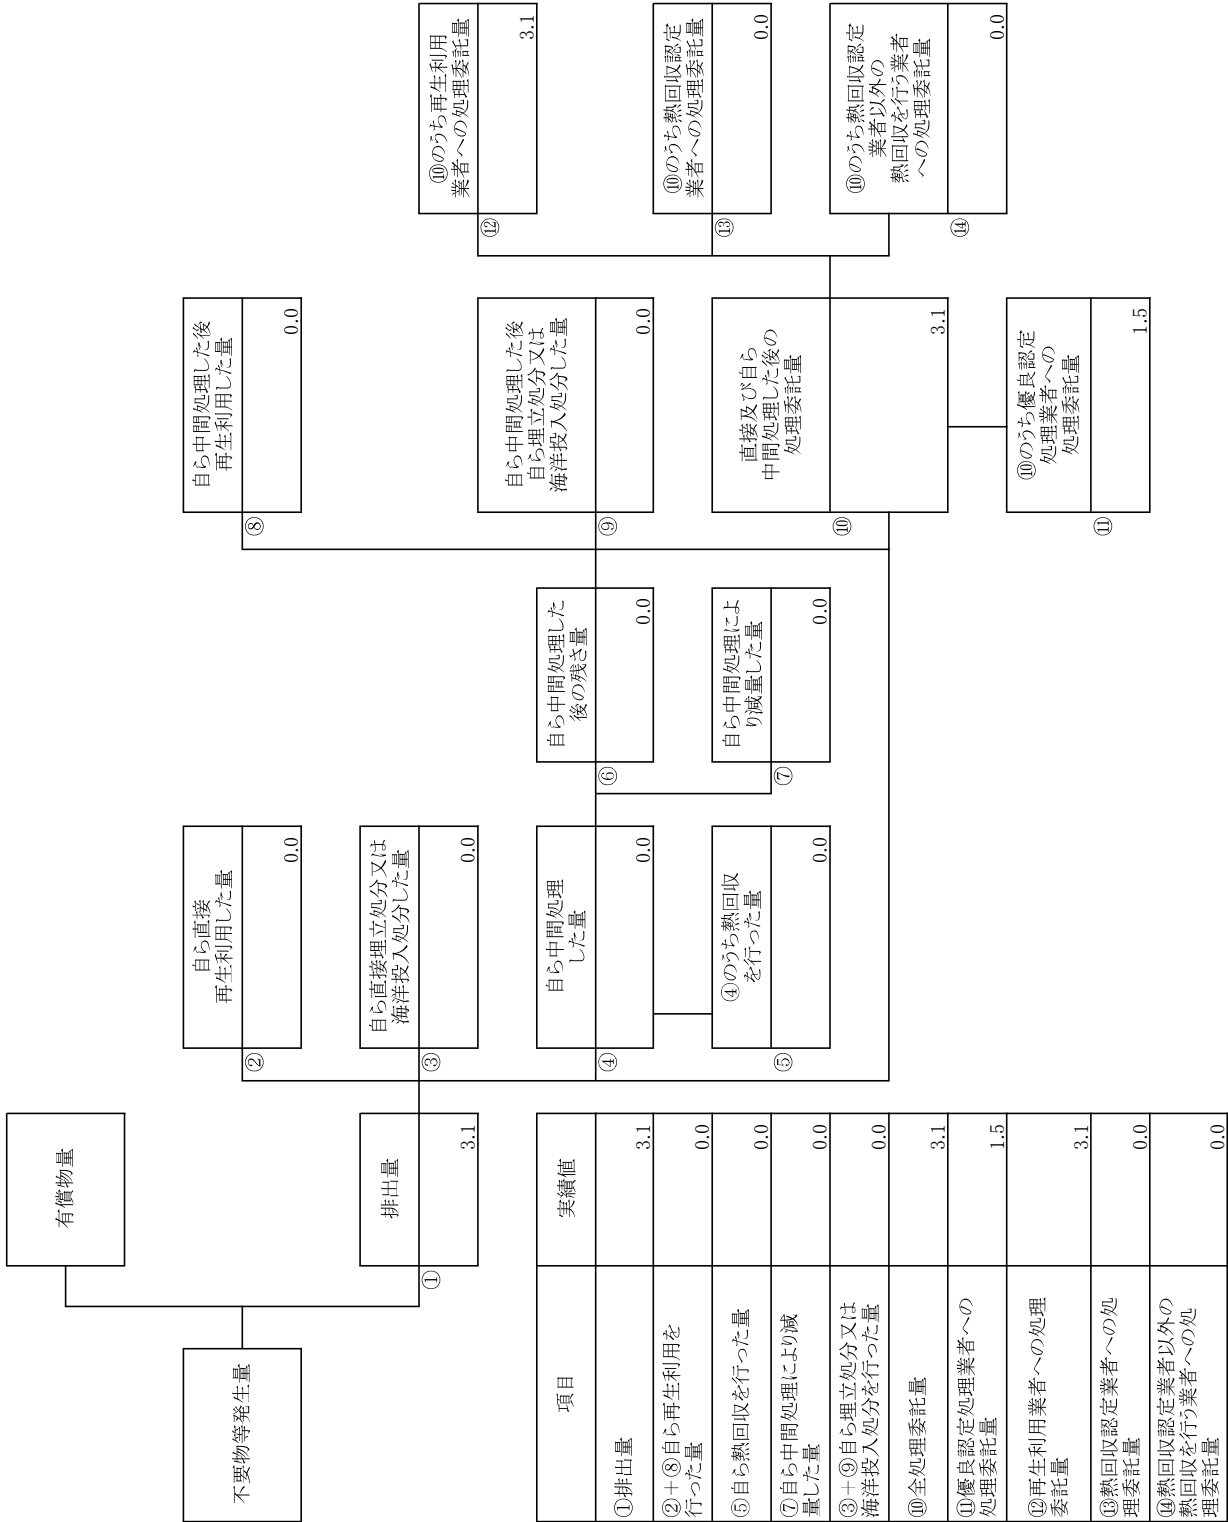 不要物等発生量
有償物量
①
排出量
3.1
②
自ら直接
再生利用した量
0.0
③
自ら直接埋立処分又は
海洋投入処分した量
0.0
④
自ら中間処理
した量
0.0
⑤
④のうち熱回収
を行った量
0.0
⑥
自ら中間処理した
後の残さ量
0.0
⑦
自ら中間処理によ
り減量した量
0.0
⑧
自ら中間処理した後
再生利用した量
0.0
⑨
自ら中間処理した後
自ら埋立処分又は
海洋投入処分した量
0.0
⑩
直接及び自ら
中間処理した後の
処理委託量
3.1
⑪
⑩のうち優良認定
処理業者への
処理委託量
1.5
⑫
⑩のうち再生利用
業者への処理委託量
3.1
⑬
⑩のうち熱回収認定
業者への処理委託量
0.0
⑭
⑩のうち熱回収認定
業者以外の
熱回収を行う業者
への処理委託量
0.0
項目 実績値
①排出量 3.1
②+⑧自ら再生利用を
行った量 0.0
⑤自ら熱回収を行った量 0.0
⑦自ら中間処理により減
量した量 0.0
③+⑨自ら埋立処分又は
海洋投入処分を行った量 0.0
⑩全処理委託量 3.1
⑪優良認定処理業者への
処理委託量 1.5
⑫再生利用業者への処理
委託量 3.1
⑬熱回収認定業者への処
理委託量 0.0
⑭熱回収認定業者以外の
熱回収を行う業者への処
理委託量 0.0